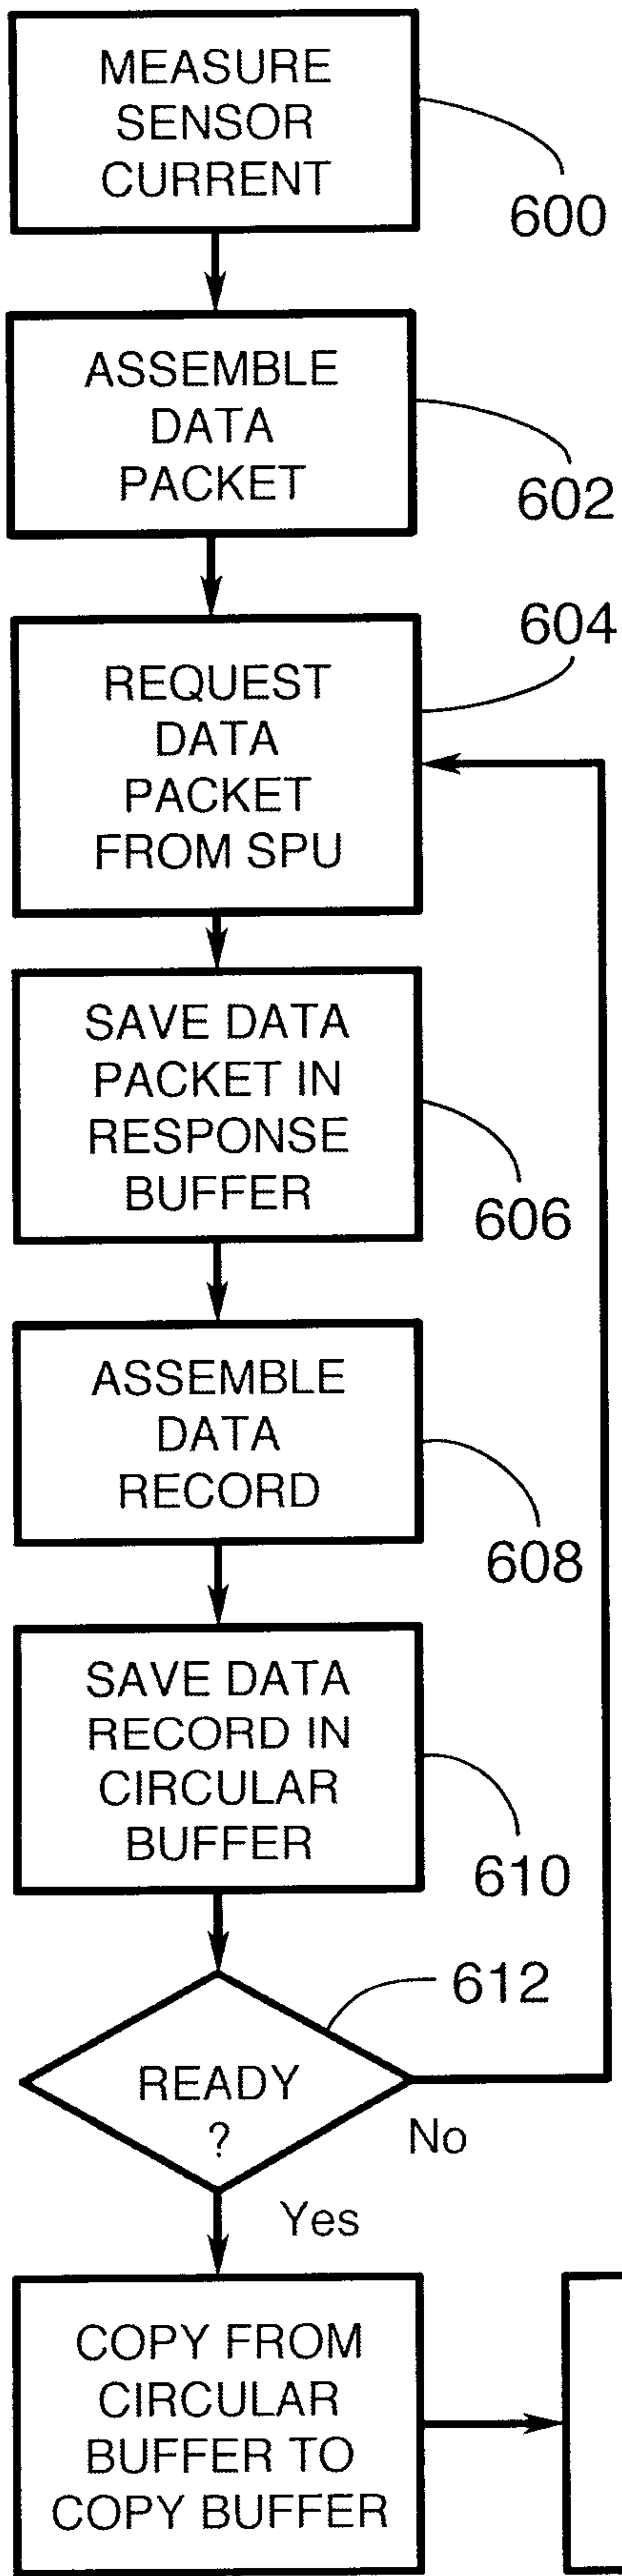 MEASURE
SENSOR
CURRENT
600
ASSEMBLE
DATA
PACKET
602
604
REQUEST
DATA
PACKET
FROM SPU
SAVE DATA
PACKET IN
RESPONSE
BUFFER
606
ASSEMBLE
DATA
RECORD
608
SAVE DATA
RECORD IN
CIRCULAR
BUFFER
610
612
READY
?
No
Yes
COPY FROM
CIRCULAR
BUFFER TO
COPY BUFFER